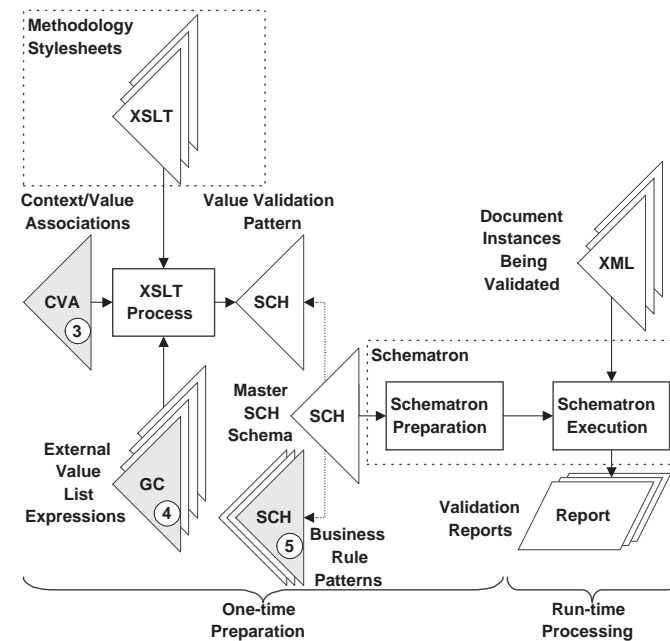 Methodology
Stylesheets
XSLT
Context/Value
Associations
Value Validation
Pattern
Document
Instances
Being
Validated
XML
CVA
3
XSLT
Process
SCH
Schematron
Master
SCH
Schema
SCH
Schematron
Preparation
Schematron
Execution
External
Value
List
Expressions
GC
4
SCH
5
Business
Rule
Patterns
Validation
Reports
Report
One-time
Preparation
Run-time
Processing